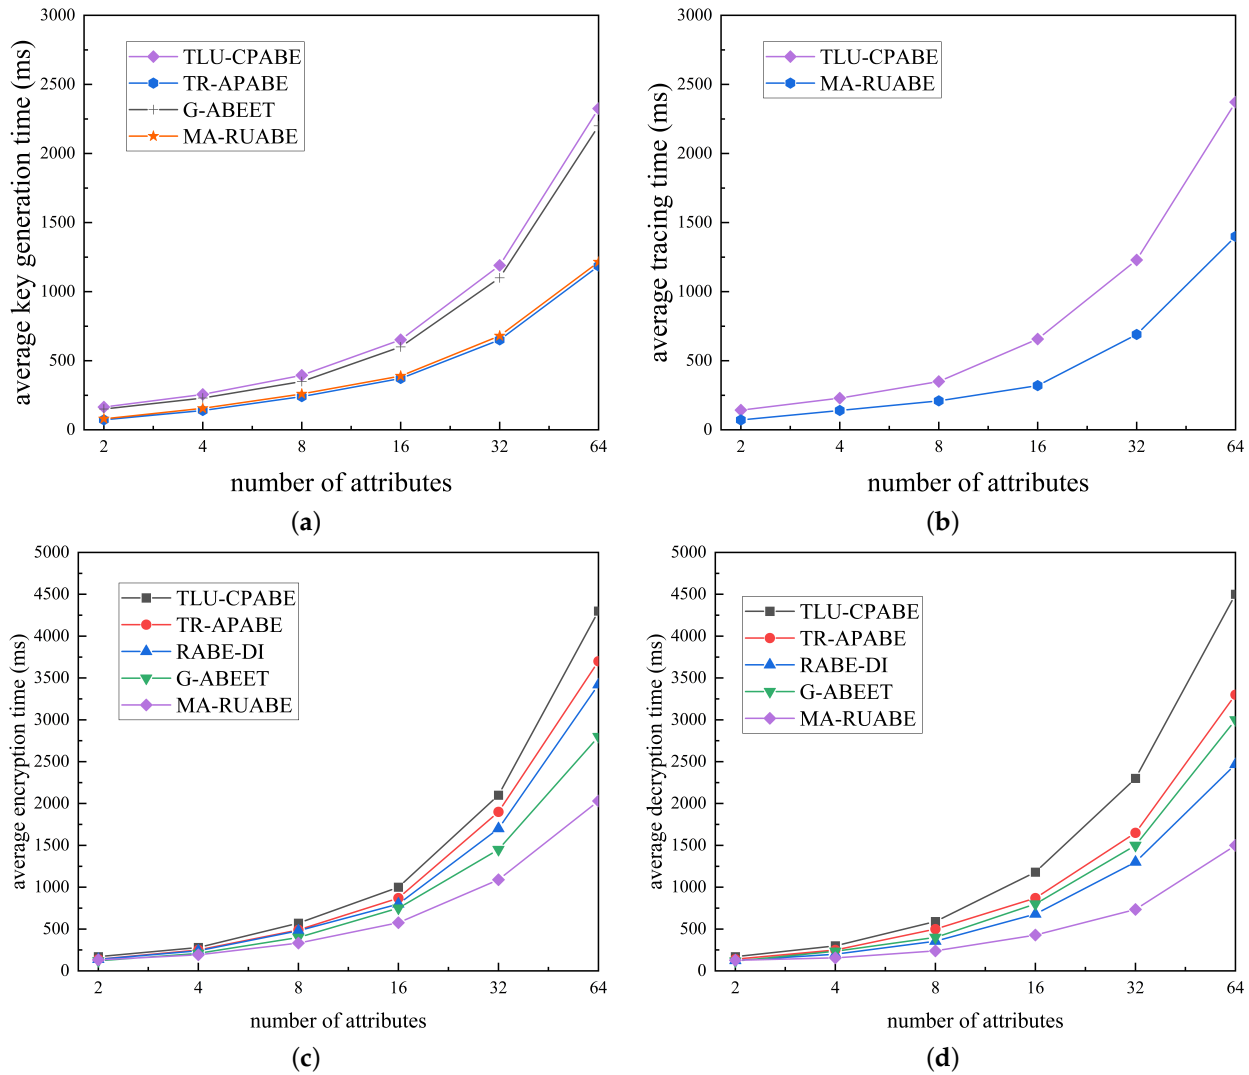 3000
2500
2000
1500
1000
500
0
average key generation time (ms)
TLU-CPABE
TR-APABE
G-ABEET
MA-RUABE
2 4 8 16 32 64
number of attributes
(a)
3000
2500
2000
1500
1000
500
0
average tracing time (ms)
TLU-CPABE
MA-RUABE
2 4 8 16 32 64
number of attributes
(b)
5000
4500
4000
3500
3000
2500
2000
1500
1000
500
0
average encryption time (ms)
TLU-CPABE
TR-APABE
RABE-DI
G-ABEET
MA-RUABE
2 4 8 16 32 64
number of attributes
(c)
5000
4500
4000
3500
3000
2500
2000
1500
1000
500
0
average decryption time (ms)
TLU-CPABE
TR-APABE
RABE-DI
G-ABEET
MA-RUABE
2 4 8 16 32 64
number of attributes
(d)